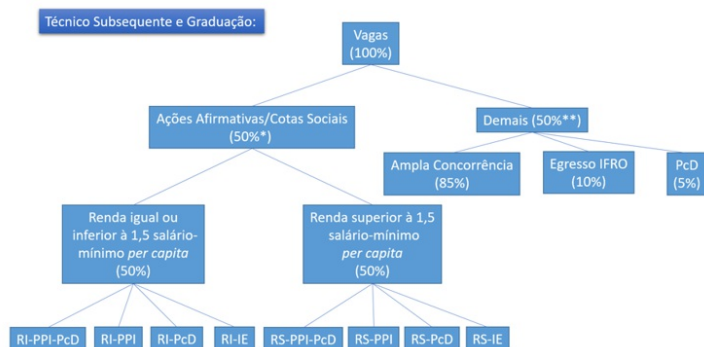 Técnico Subsequente e Graduação:
Vagas
(100%)
Ações Afirmativas/Cotas Sociais
(50%*)
Demais (50%**)
Ampla Concorrência
(85%)
Egresso IFRO
(10%)
PcD
(5%)
Renda igual ou
inferior à 1,5 salário-
mínimo per capita
(50%)
Renda superior à 1,5
salário-mínimo
per capita
(50%)
RI-PPI-PcD
RI-PPI
RI-PcD
RI-IE
RS-PPI-PcD
RS-PPI
RS-PcD
RS-IE